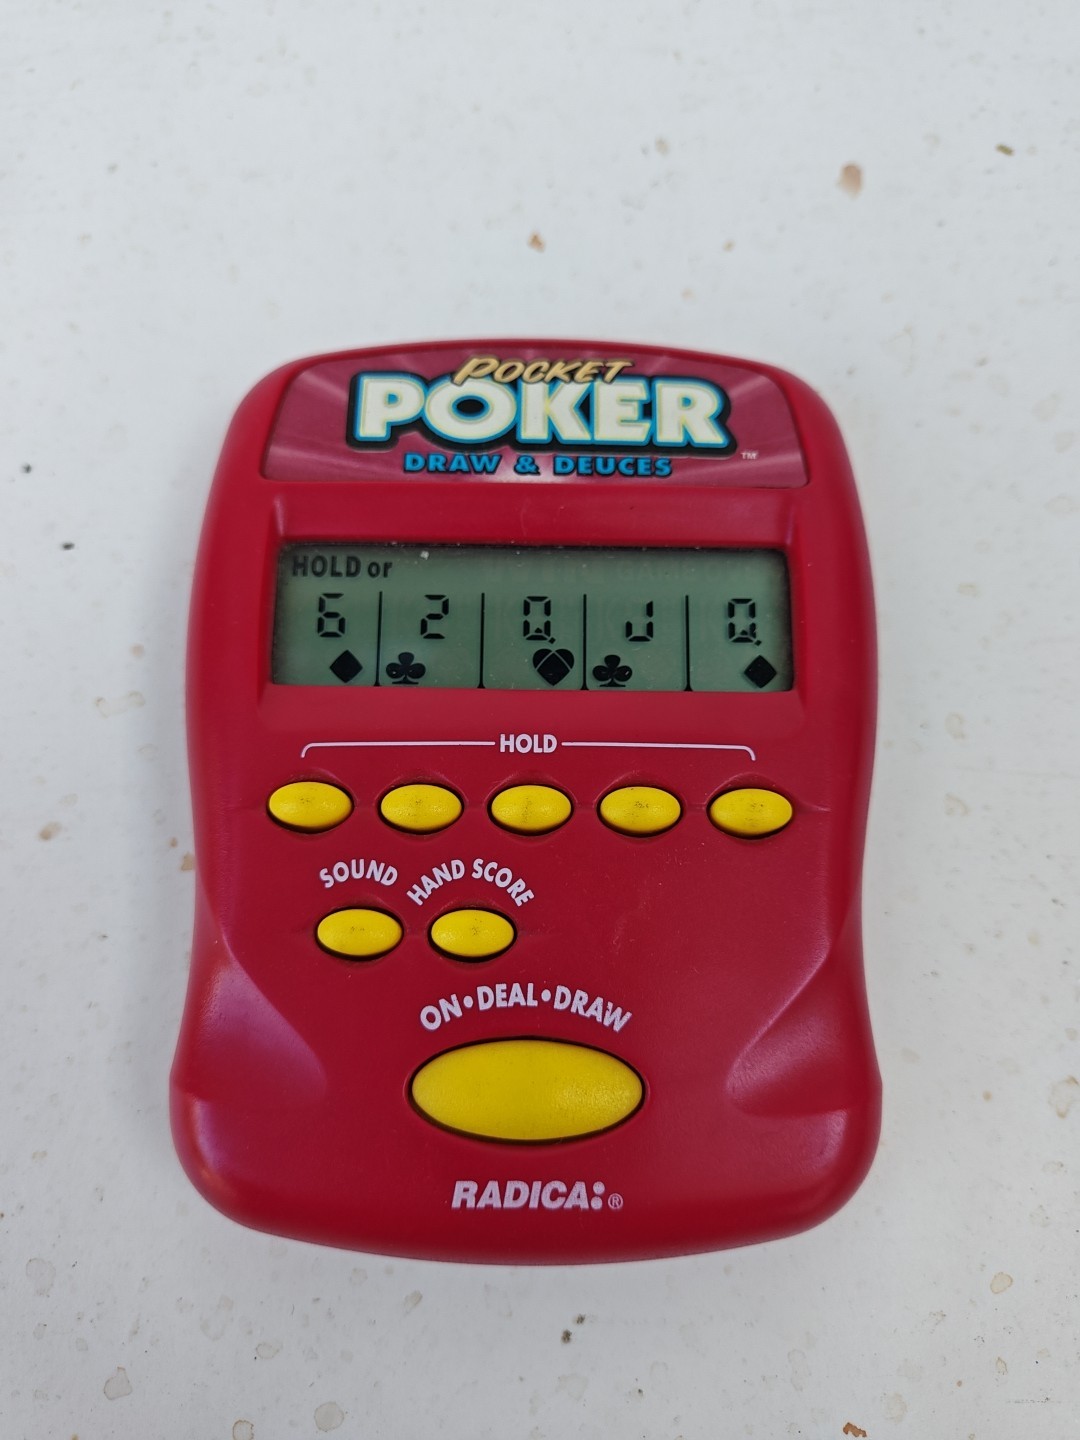 POCKET
POKER
DRAW & DEUCES ™
HOLD or
6 2 Q J Q
HOLD
SOUND HAND SCORE
ON•DEAL•DRAW
RADICA:®